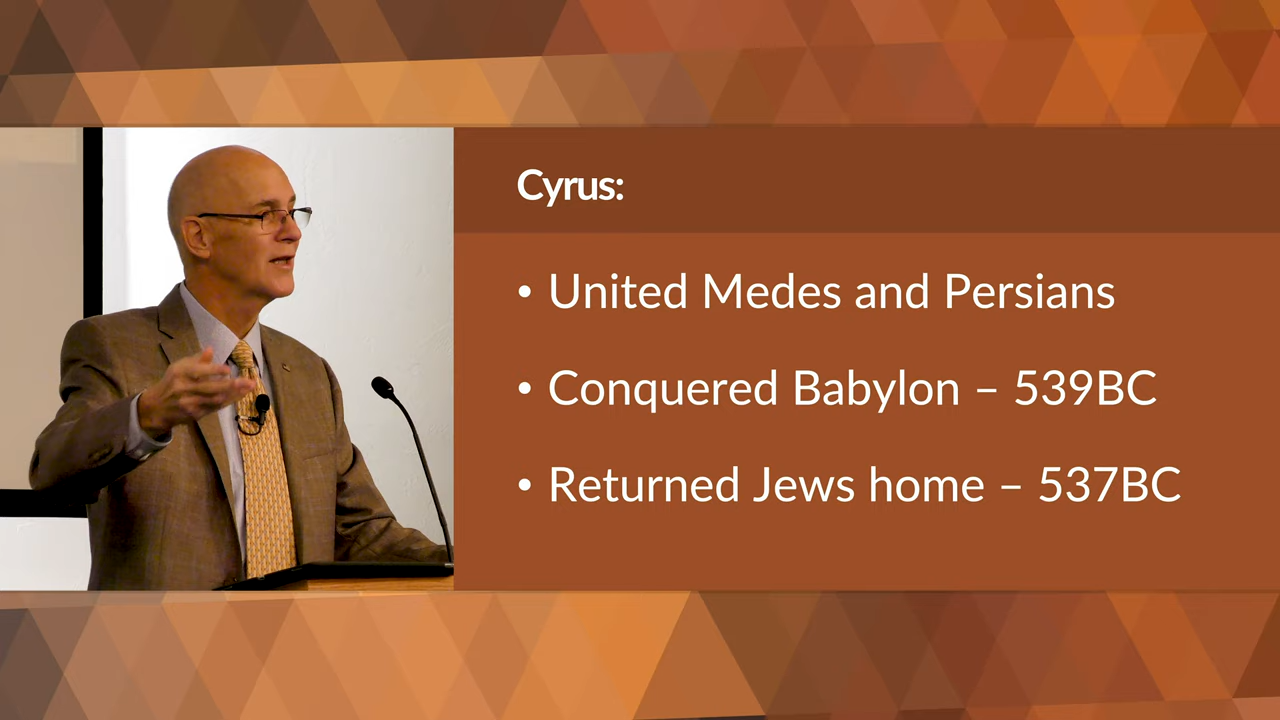 Cyrus:
• United Medes and Persians
• Conquered Babylon – 539BC
• Returned Jews home – 537BC